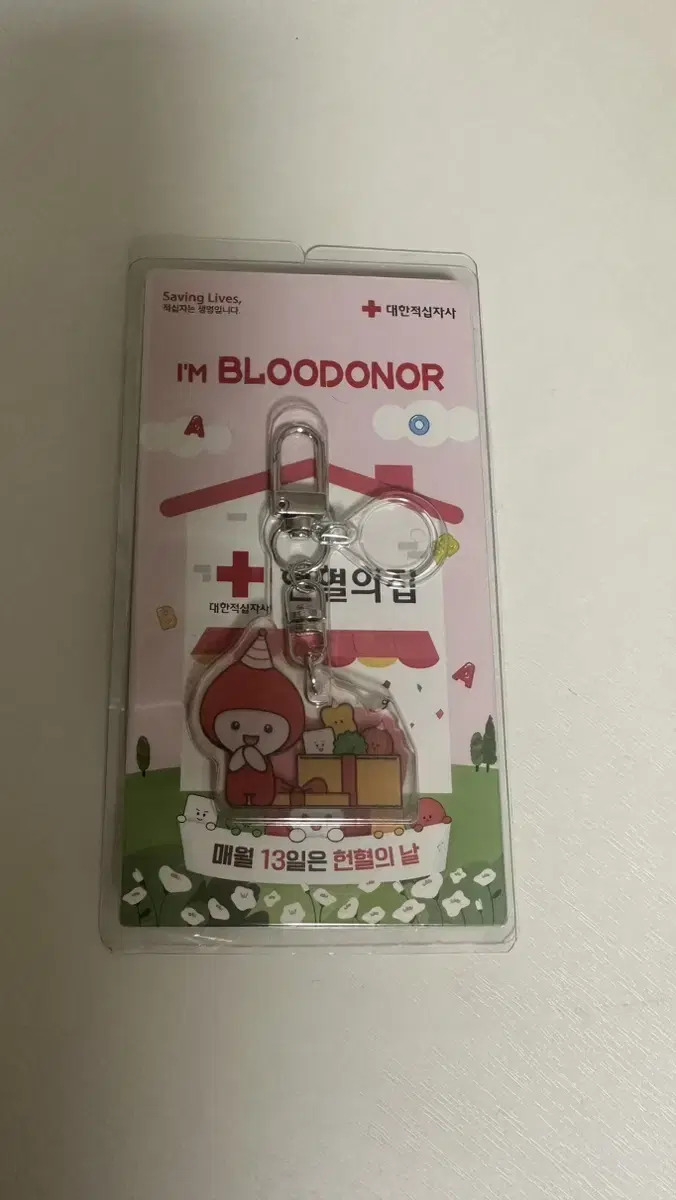 Saving Lives,
적십자는 생명입니다.
대한적십자사
I'M BLOODONOR
A
O
헌혈의집
대한적십자사
B
A
매월 13일은 헌혈의 날